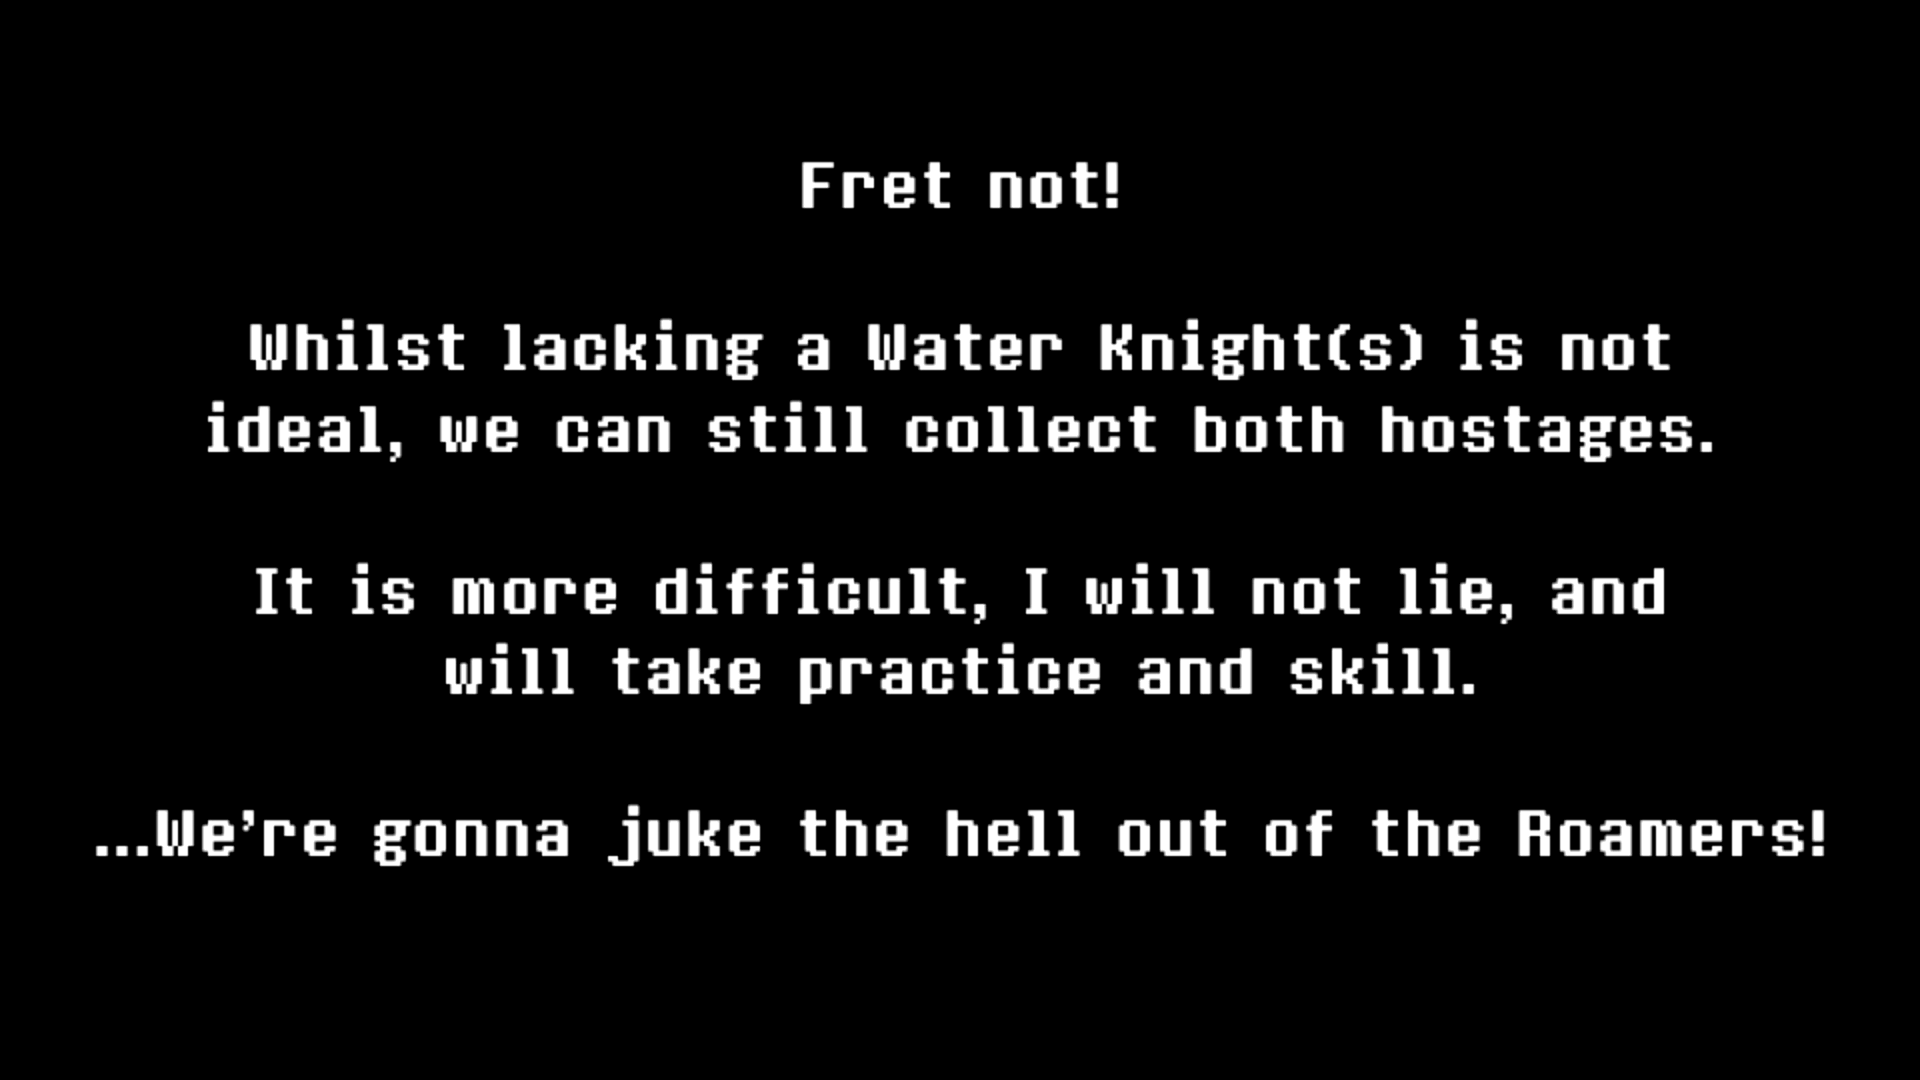 Fret not!
Whilst lacking a Water Knight(s) is not
ideal, we can still collect both hostages.
It is more difficult, I will not lie, and
will take practice and skill.
...We're gonna juke the hell out of the Roamers!